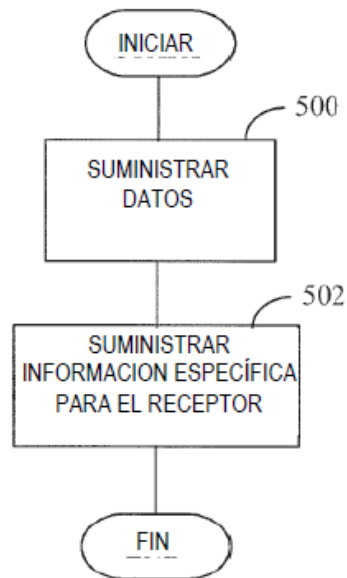 INICIAR
500
SUMINISTRAR
DATOS
502
SUMINISTRAR
INFORMACION ESPECÍFICA
PARA EL RECEPTOR
FIN